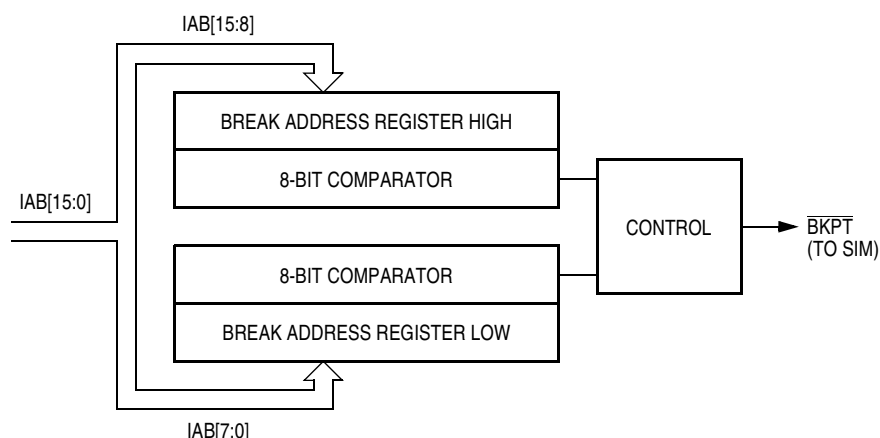 IAB[15:8]
BREAK ADDRESS REGISTER HIGH
8-BIT COMPARATOR
IAB[15:0]
CONTROL
BKPT
(TO SIM)
8-BIT COMPARATOR
BREAK ADDRESS REGISTER LOW
IAB[7:0]